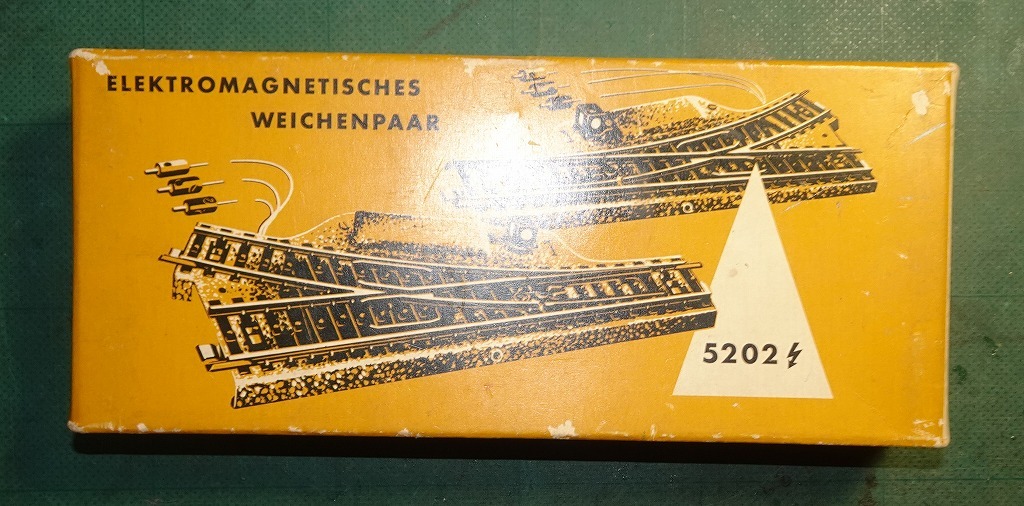 ELEKTROMAGNETISCHES
WEICHENPAAR
5202